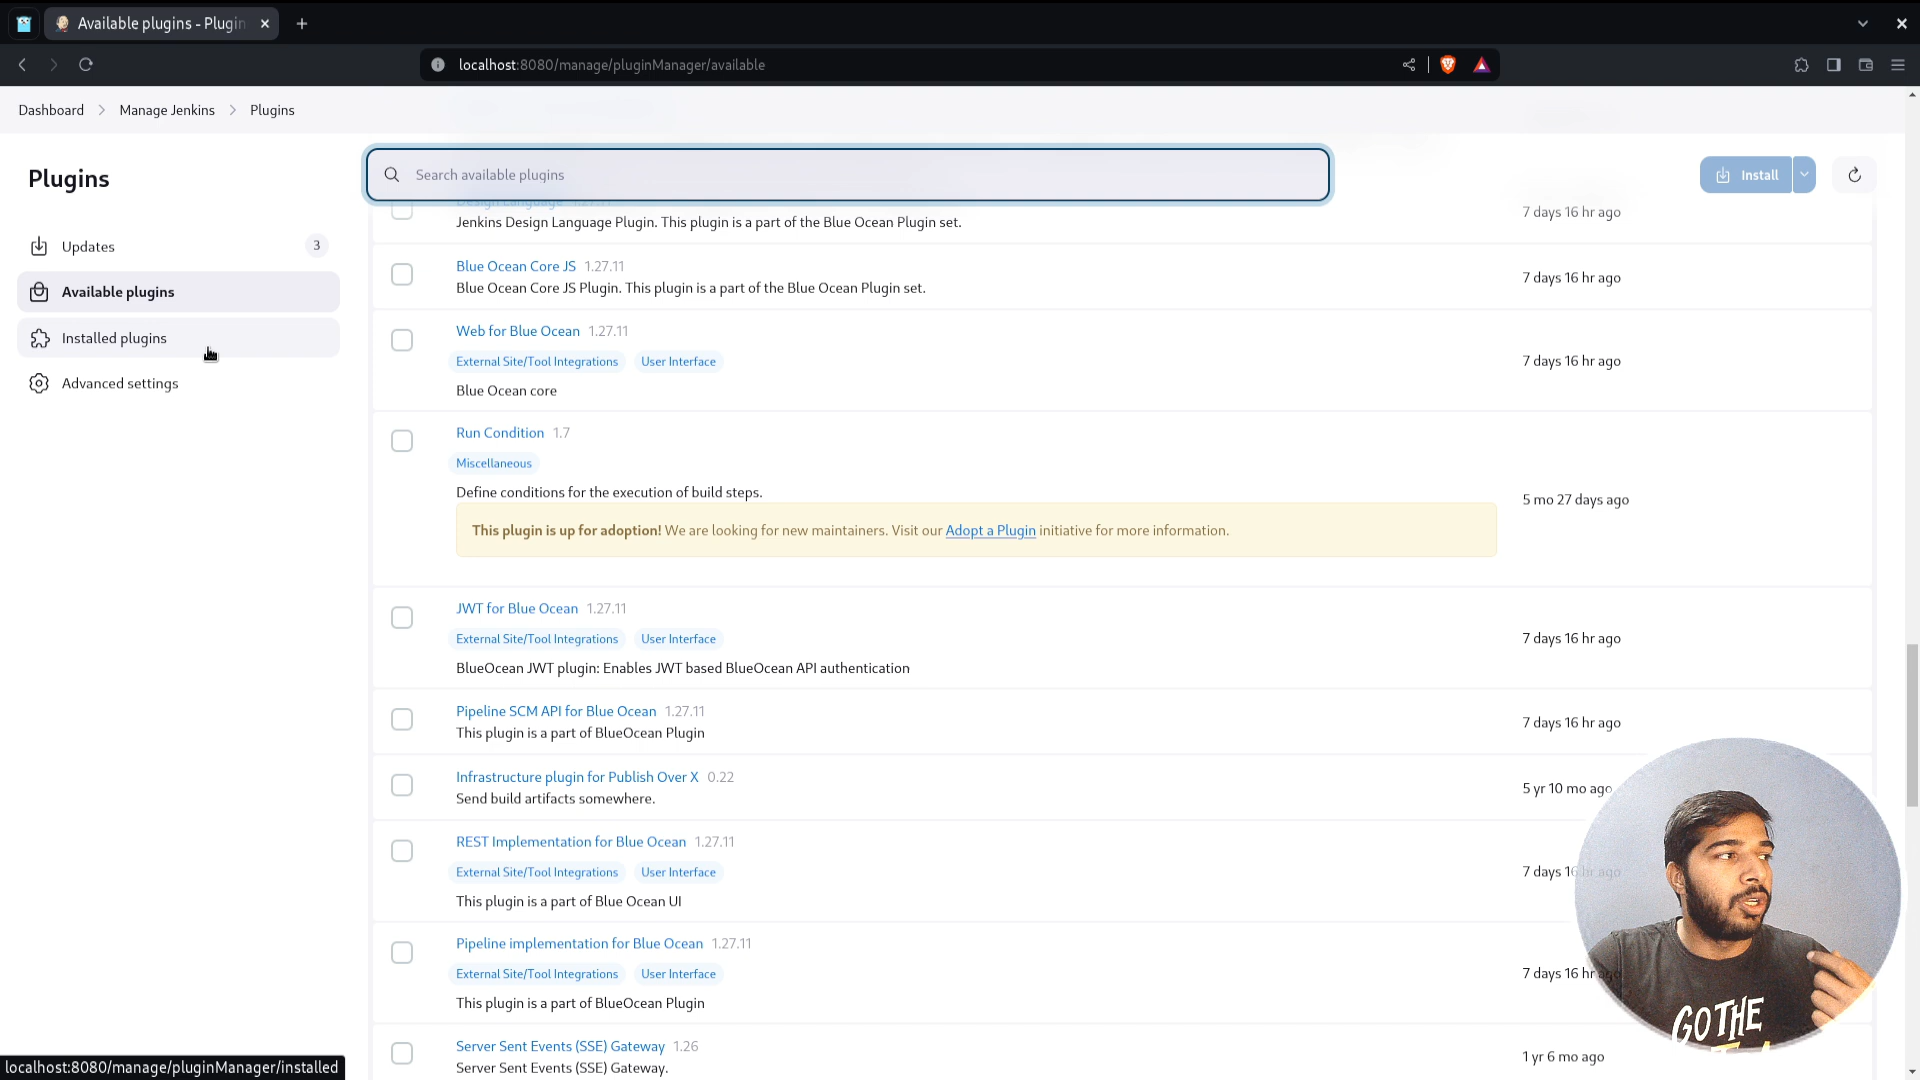 Available plugins - Plugin
localhost:8080/manage/pluginManager/available
Dashboard
Manage Jenkins
Plugins
Plugins
Search available plugins
Install
Updates
3
Available plugins
Installed plugins
Advanced settings
Design Language 1.27.11
Jenkins Design Language Plugin. This plugin is a part of the Blue Ocean Plugin set.
7 days 16 hr ago
Blue Ocean Core JS 1.27.11
Blue Ocean Core JS Plugin. This plugin is a part of the Blue Ocean Plugin set.
7 days 16 hr ago
Web for Blue Ocean 1.27.11
External Site/Tool Integrations User Interface
Blue Ocean core
7 days 16 hr ago
Run Condition 1.7
Miscellaneous
Define conditions for the execution of build steps.
This plugin is up for adoption! We are looking for new maintainers. Visit our Adopt a Plugin initiative for more information.
5 mo 27 days ago
JWT for Blue Ocean 1.27.11
External Site/Tool Integrations User Interface
BlueOcean JWT plugin: Enables JWT based BlueOcean API authentication
7 days 16 hr ago
Pipeline SCM API for Blue Ocean 1.27.11
This plugin is a part of BlueOcean Plugin
7 days 16 hr ago
Infrastructure plugin for Publish Over X 0.22
Send build artifacts somewhere.
5 yr 10 mo ago
REST Implementation for Blue Ocean 1.27.11
External Site/Tool Integrations User Interface
This plugin is a part of Blue Ocean UI
7 days 16 hr ago
Pipeline implementation for Blue Ocean 1.27.11
External Site/Tool Integrations User Interface
This plugin is a part of BlueOcean Plugin
7 days 16 hr ago
Server Sent Events (SSE) Gateway 1.26
Server Sent Events (SSE) Gateway.
1 yr 6 mo ago
GO THE
localhost:8080/manage/pluginManager/installed